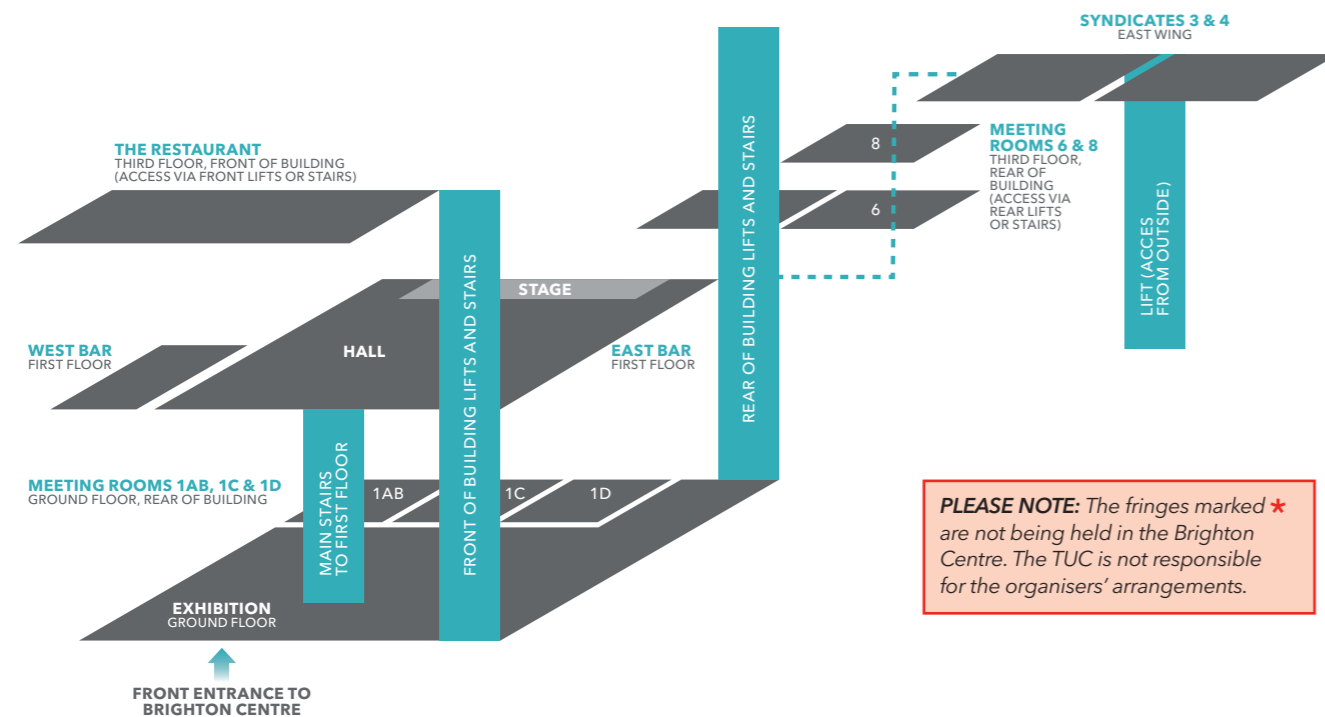 SYNDICATES 3 & 4
EAST WING
THE RESTAURANT
THIRD FLOOR, FRONT OF BUILDING
(ACCESS VIA FRONT LIFTS OR STAIRS)
8
6
MEETING
ROOMS 6 & 8
THIRD FLOOR,
REAR OF
BUILDING
(ACCESS VIA
REAR LIFTS
OR STAIRS)
LIFT (ACCES
FROM OUTSIDE)
REAR OF BUILDING LIFTS AND STAIRS
FRONT OF BUILDING LIFTS AND STAIRS
STAGE
HALL
WEST BAR
FIRST FLOOR
EAST BAR
FIRST FLOOR
MAIN STAIRS
TO FIRST FLOOR
MEETING ROOMS 1AB, 1C & 1D
GROUND FLOOR, REAR OF BUILDING
1AB
1C
1D
EXHIBITION
GROUND FLOOR
FRONT ENTRANCE TO
BRIGHTON CENTRE
PLEASE NOTE: The fringes marked *
are not being held in the Brighton
Centre. The TUC is not responsible
for the organisers’ arrangements.